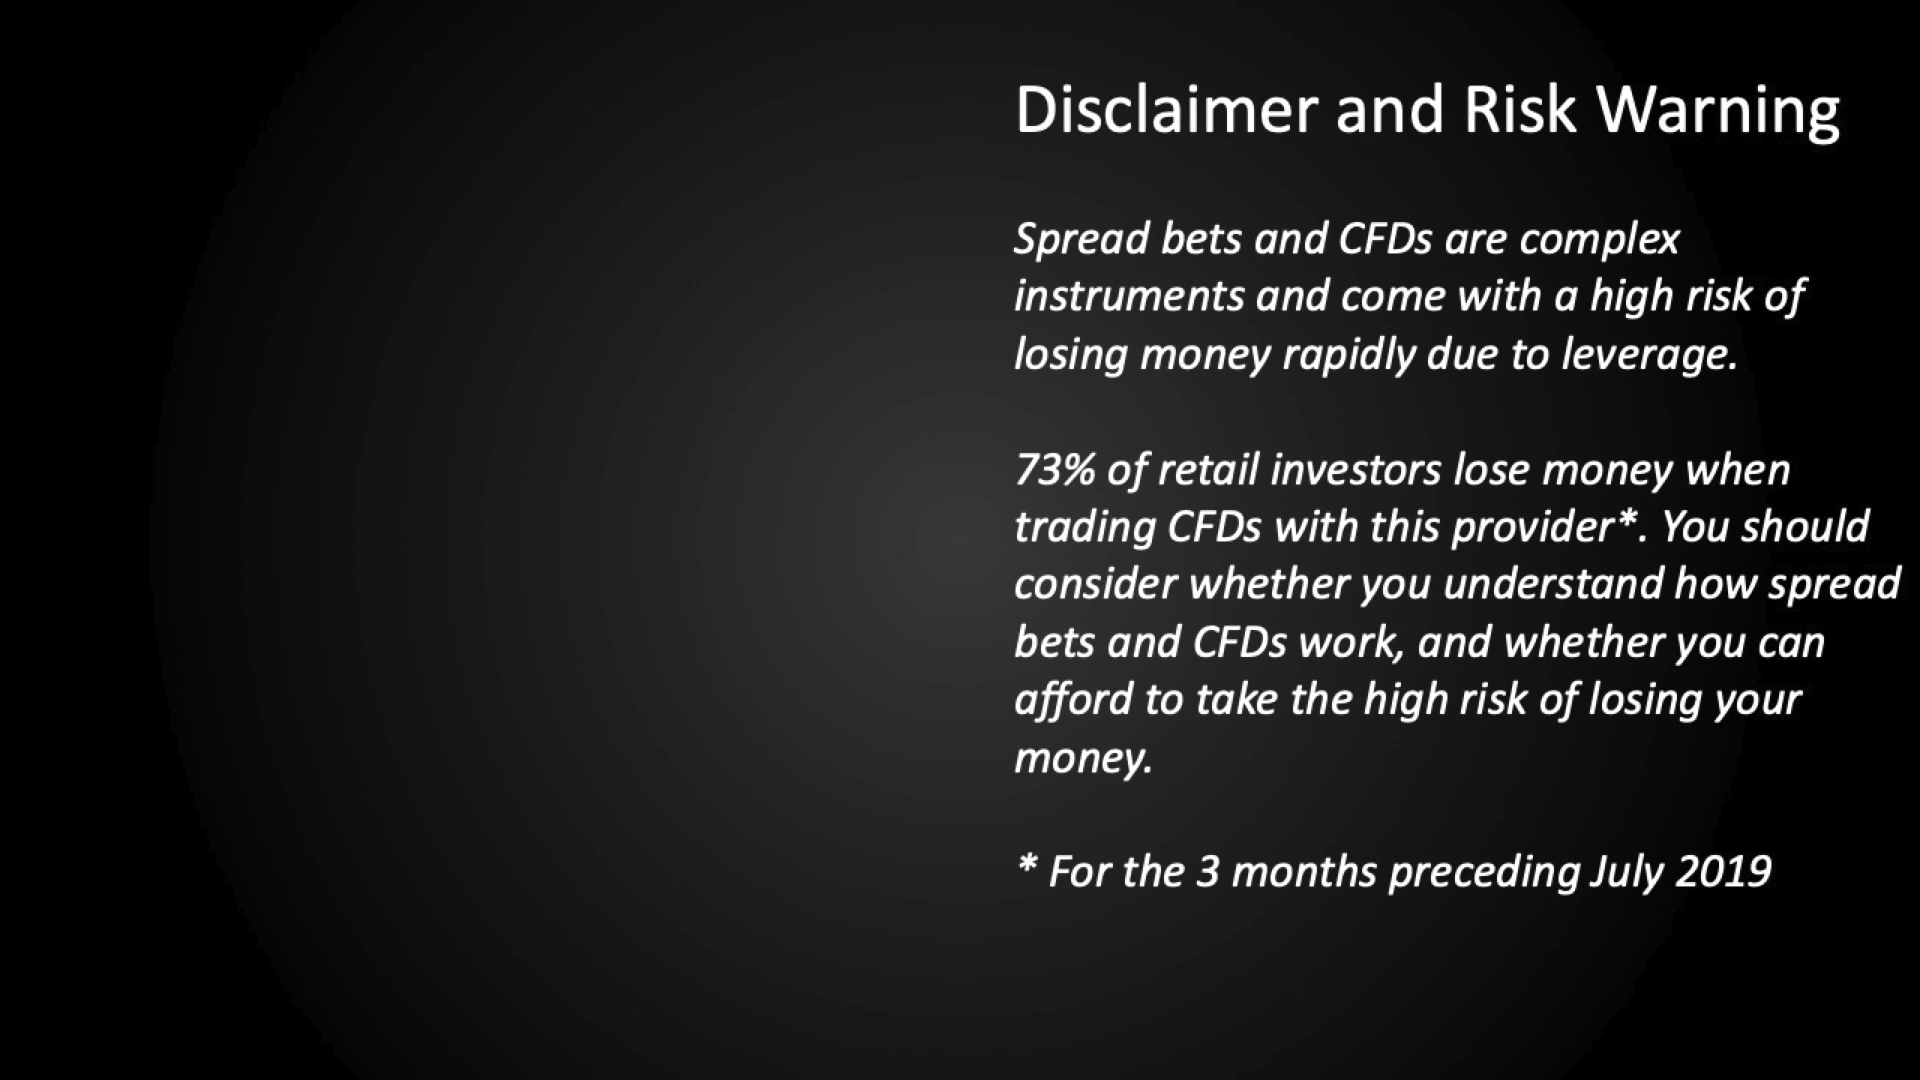 Disclaimer and Risk Warning
Spread bets and CFDs are complex
instruments and come with a high risk of
losing money rapidly due to leverage.
73% of retail investors lose money when
trading CFDs with this provider*. You should
consider whether you understand how spread
bets and CFDs work, and whether you can
afford to take the high risk of losing your
money.
* For the 3 months preceding July 2019